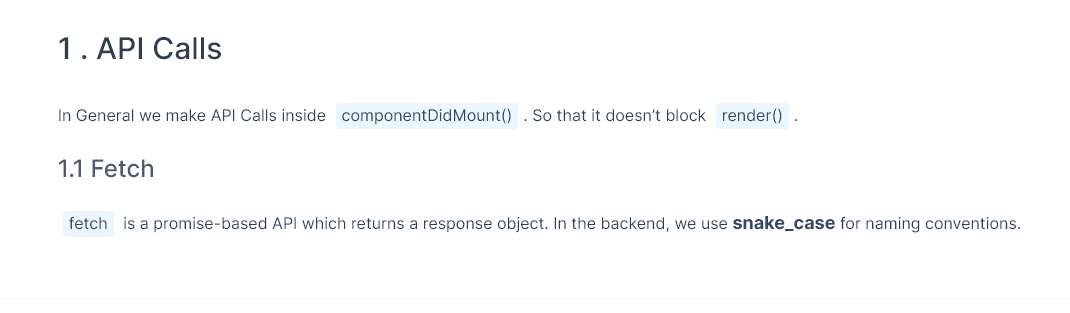 1 . API Calls
In General we make API Calls inside componentDidMount() . So that it doesn’t block render() .
1.1 Fetch
fetch is a promise-based API which returns a response object. In the backend, we use snake_case for naming conventions.